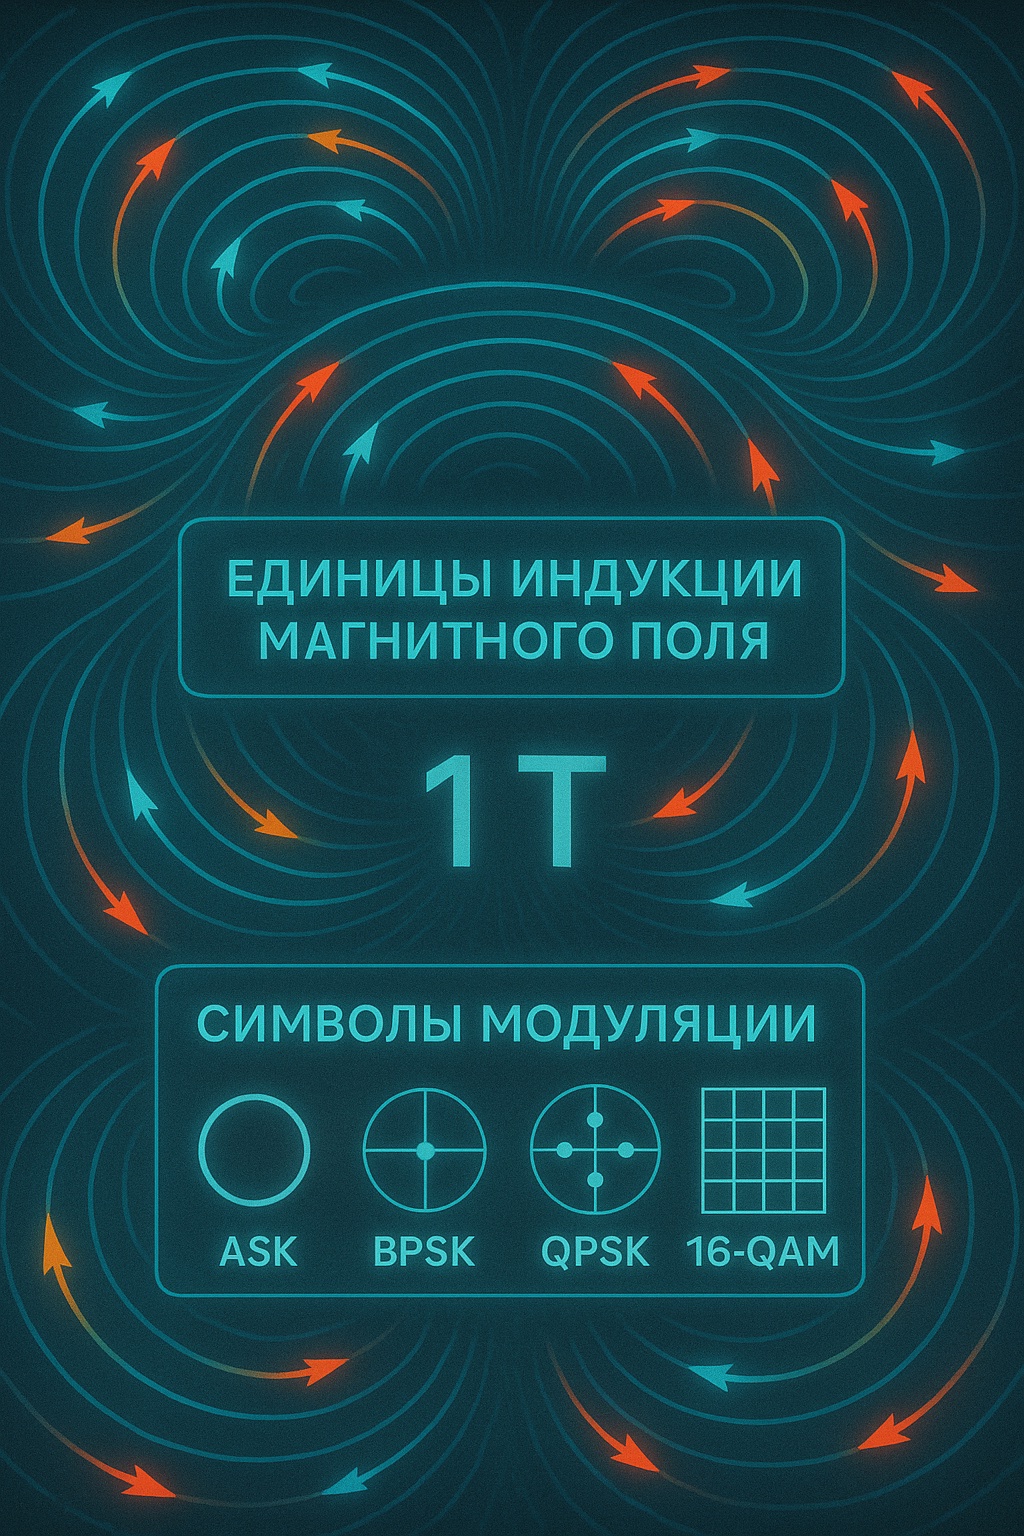 ЕДИНИЦЫ ИНДУКЦИИ
МАГНИТНОГО ПОЛЯ
1 T
СИМВОЛЫ МОДУЛЯЦИИ
ASK BPSK QPSK 16-QAM